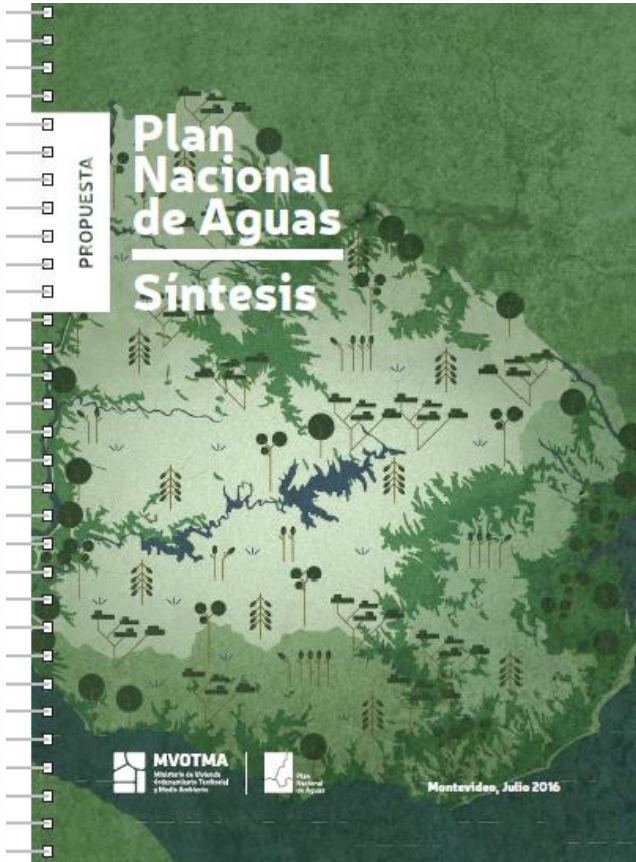 PROPUESTA
Plan
Nacional
de Aguas
Síntesis
MVOTMA
Ministerio de Vivienda
Ordenamiento Territorial
y Medio Ambiente
Plan
Nacional
de Aguas
Montevideo, Julio 2016